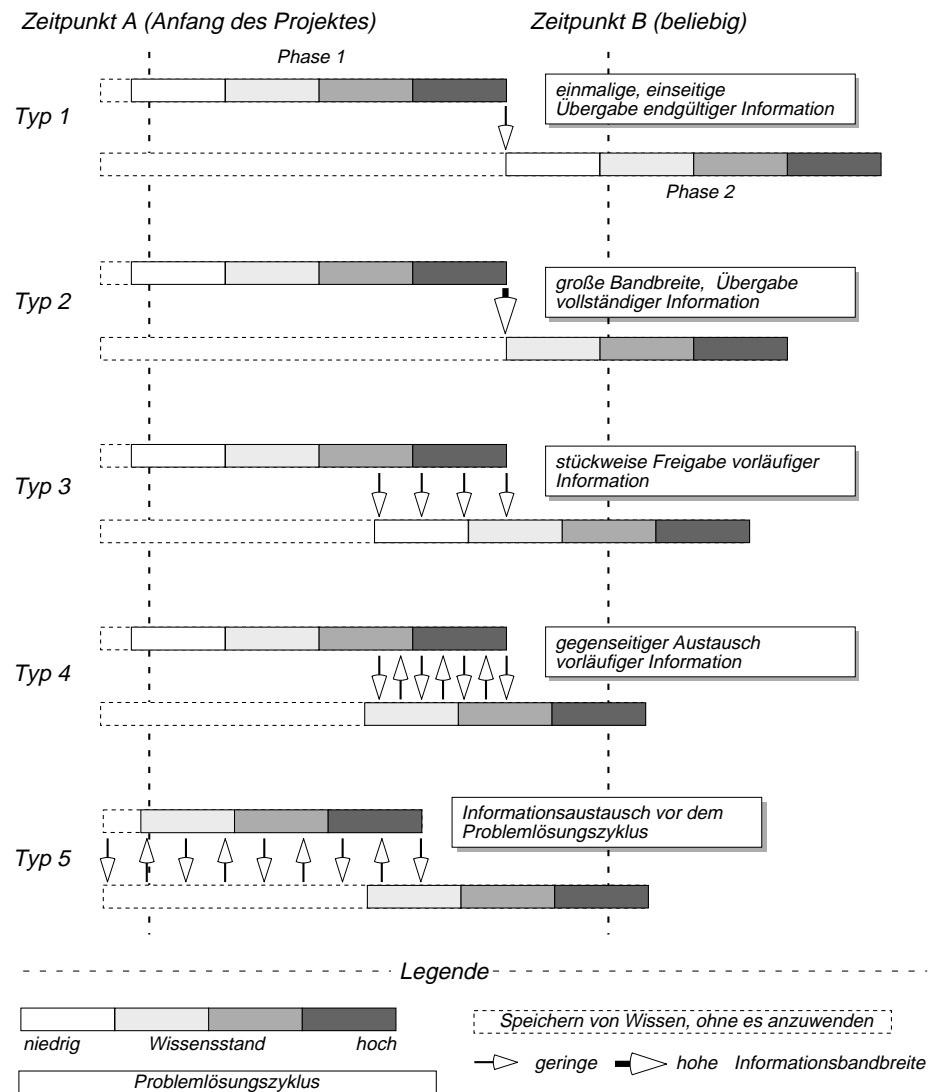 Zeitpunkt A (Anfang des Projektes)
Zeitpunkt B (beliebig)
Phase 1
Typ 1
einmalige, einseitige
Übergabe endgültiger Information
Phase 2
Typ 2
große Bandbreite, Übergabe
vollständiger Information
Typ 3
stückweise Freigabe vorläufiger
Information
Typ 4
gegenseitiger Austausch
vorläufiger Information
Typ 5
Informationsaustausch vor dem
Problemlösungszyklus
Legende
niedrig Wissensstand hoch
Problemlösungszyklus
Speichern von Wissen, ohne es anzuwenden
geringe hohe Informationsbandbreite